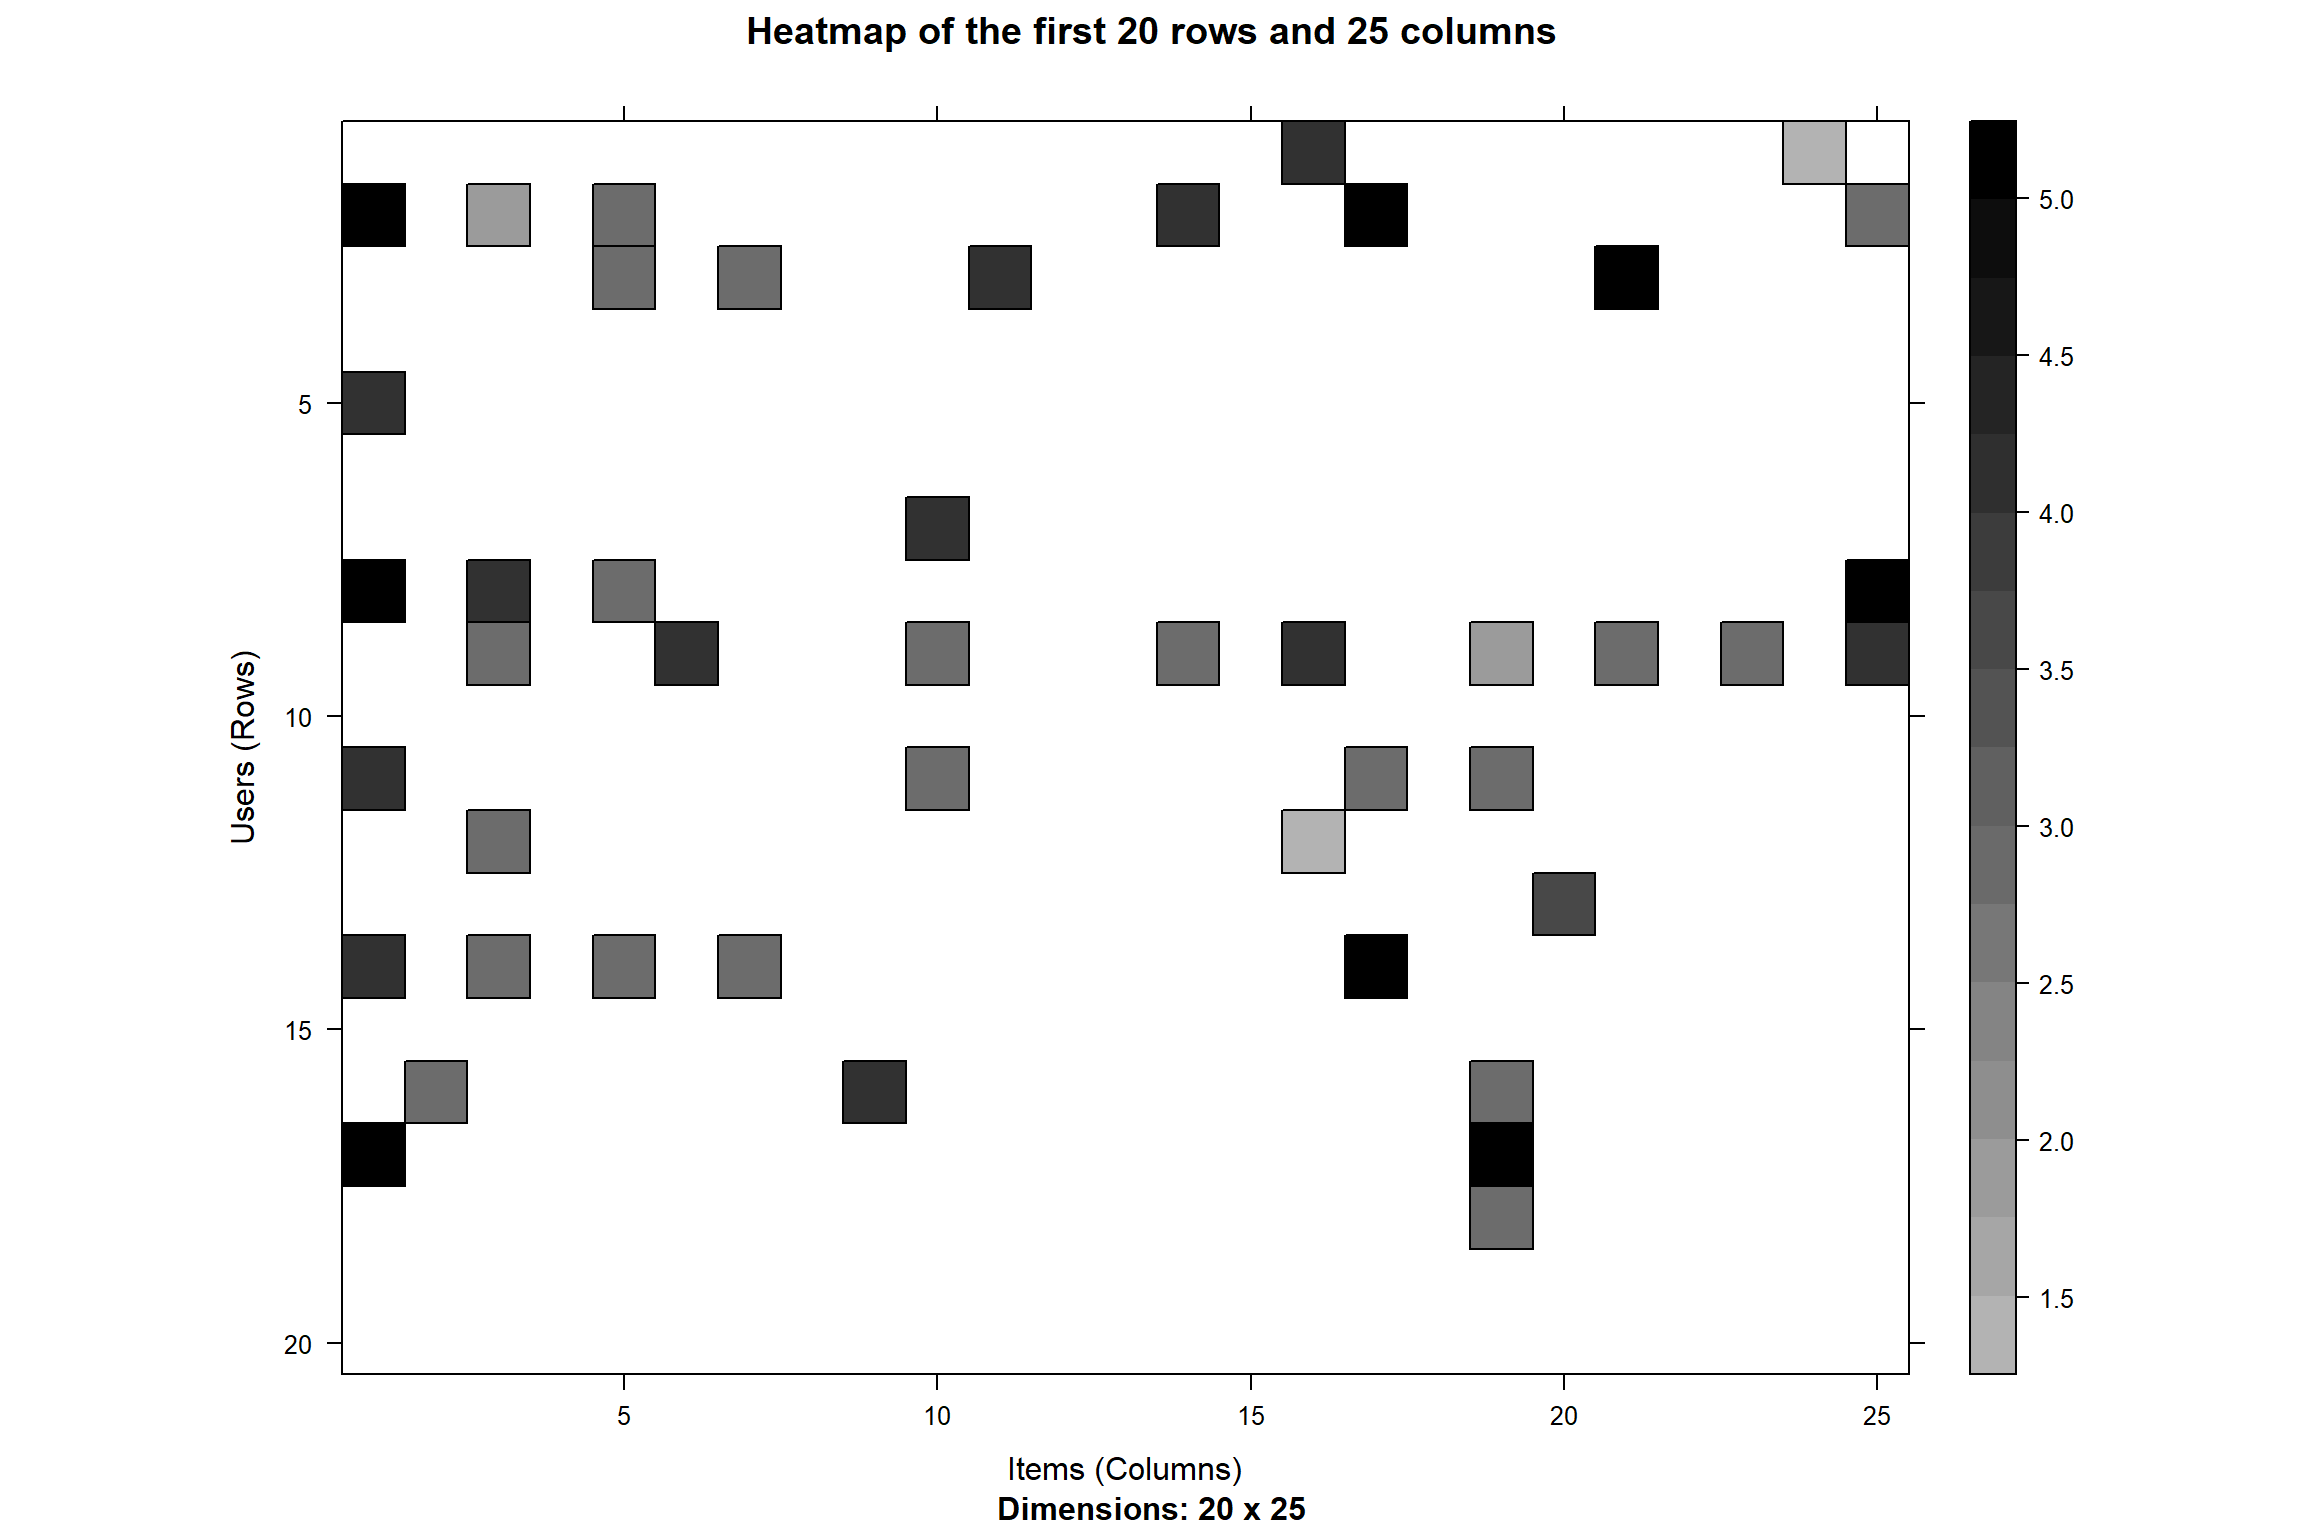 Heatmap of the first 20 rows and 25 columns
5.0
4.5
4.0
3.5
3.0
2.5
2.0
1.5
Users (Rows)
5
10
15
20
5 10 15 20 25
Items (Columns)
Dimensions: 20 x 25